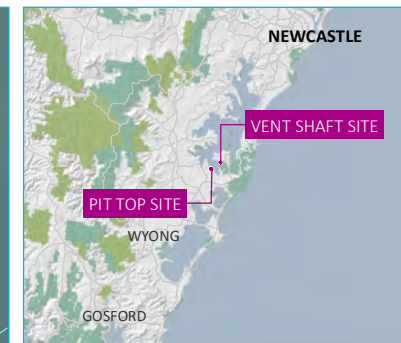 NEWCASTLE
VENT SHAFT SITE
PIT TOP SITE
WYONG
GOSFORD